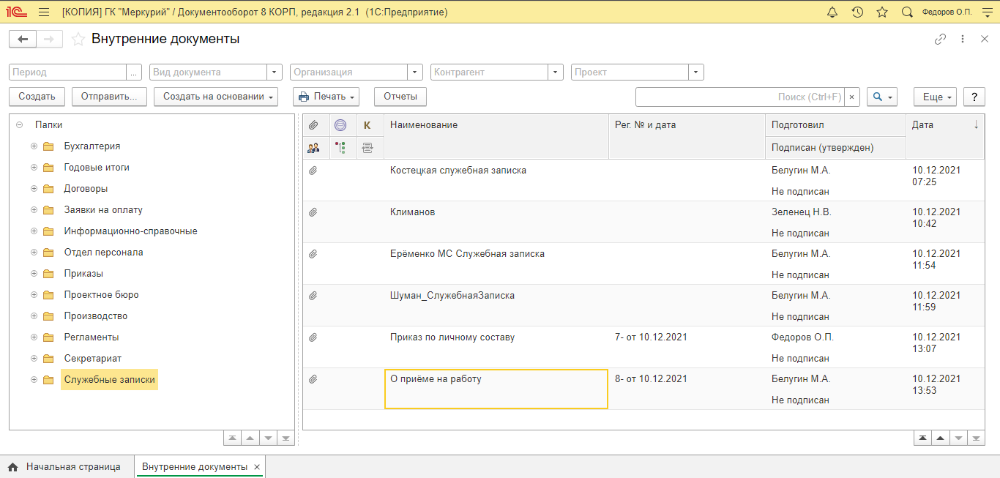 1С [КОПИЯ] ГК "Меркурий" / Документооборот 8 КОРП, редакция 2.1 (1С:Предприятие) Федоров О.П.
Внутренние документы
Период ... Вид документа Организация Контрагент Проект
Создать Отправить... Создать на основании Печать Отчеты Поиск (Ctrl+F) × Еще ?
Папки
Бухгалтерия
Годовые итоги
Договоры
Заявки на оплату
Информационно-справочные
Отдел персонала
Приказы
Проектное бюро
Производство
Регламенты
Секретариат
Служебные записки
К Наименование Рег. № и дата Подготовил Дата ↓
Подписан (утвержден)
Костецкая служебная записка Белугин М.А. 10.12.2021
07:25
Не подписан
Климанов Зеленец Н.В. 10.12.2021
10:42
Не подписан
Ерёменко МС Служебная записка Белугин М.А. 10.12.2021
11:54
Не подписан
Шуман_СлужебнаяЗаписка Белугин М.А. 10.12.2021
11:59
Не подписан
Приказ по личному составу 7- от 10.12.2021 Федоров О.П. 10.12.2021
13:07
Не подписан
О приёме на работу 8- от 10.12.2021 Белугин М.А. 10.12.2021
13:53
Не подписан
Начальная страница Внутренние документы ×